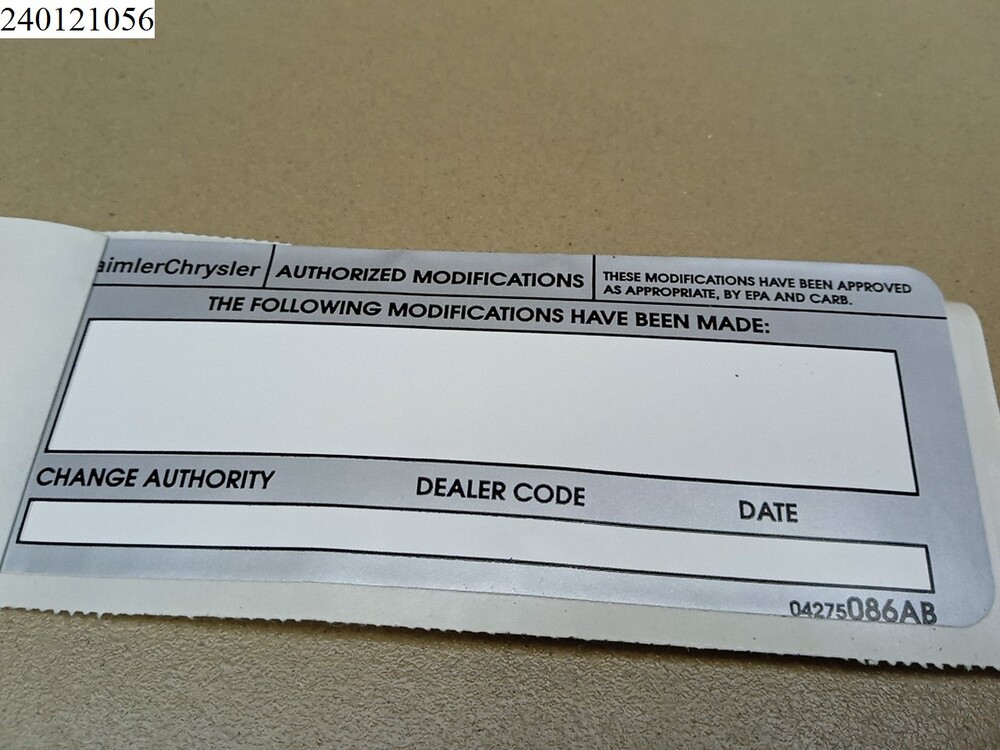 240121056
aimlerChrysler
AUTHORIZED MODIFICATIONS
THESE MODIFICATIONS HAVE BEEN APPROVED
AS APPROPRIATE, BY EPA AND CARB.
THE FOLLOWING MODIFICATIONS HAVE BEEN MADE:
CHANGE AUTHORITY DEALER CODE DATE
04275086AB